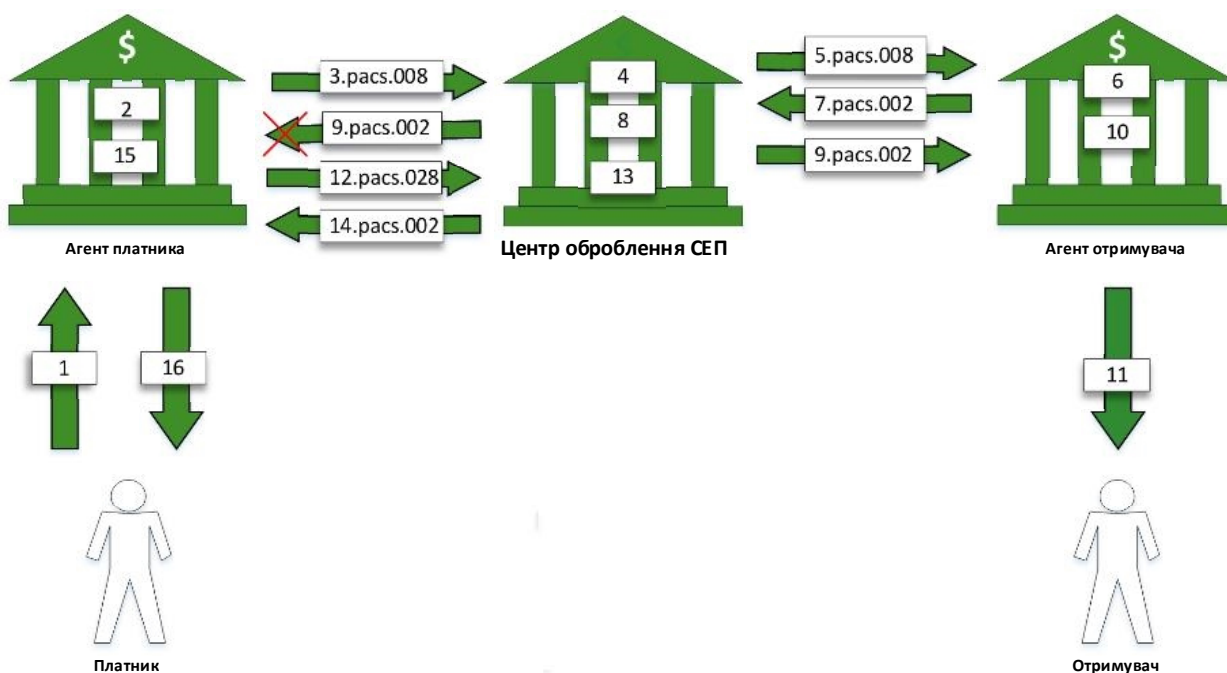 $
2
15
Агент платника
3.pacs.008
9.pacs.002
12.pacs.028
14.pacs.002
4
8
13
Центр оброблення СЕП
5.pacs.008
7.pacs.002
9.pacs.002
$
6
10
Агент отримувача
1
16
11
Платник
Отримувач